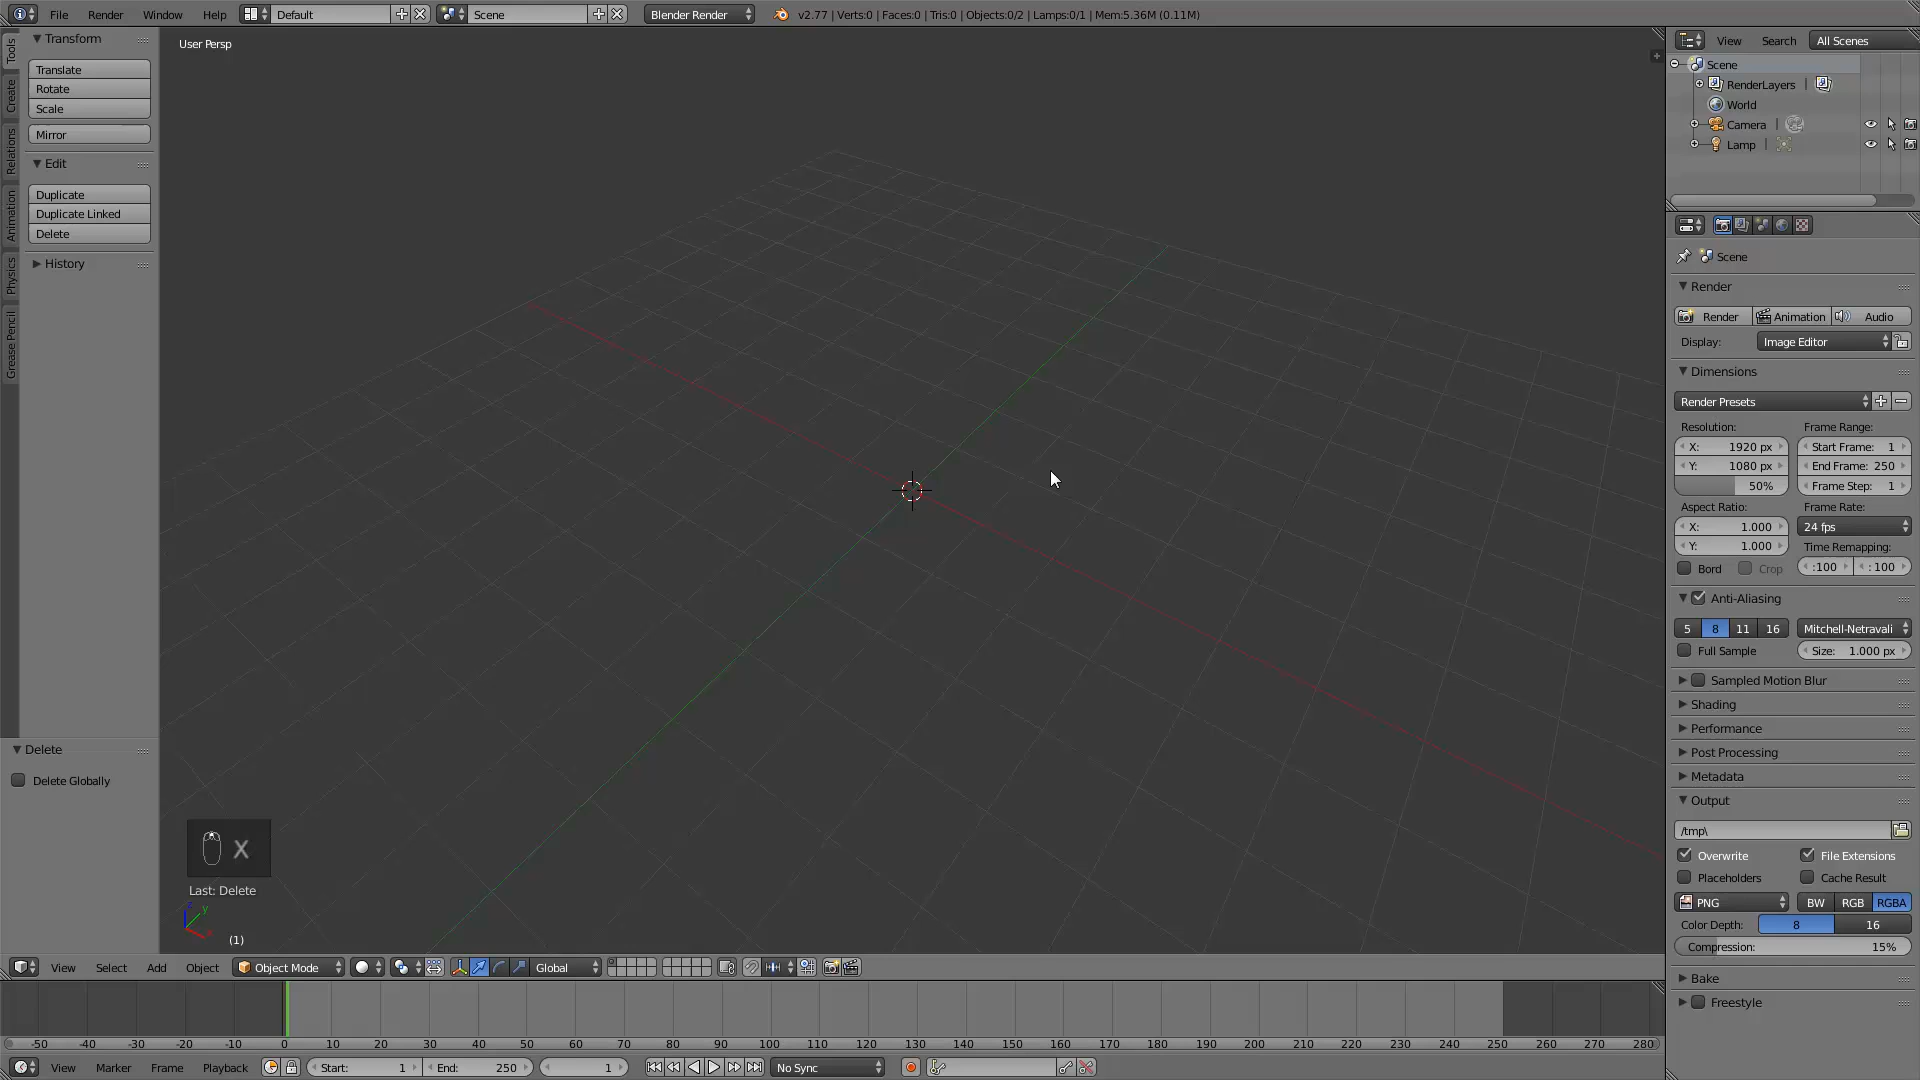 File Render Window Help Default Scene Blender Render v2.77 | Verts:0 | Faces:0 | Tris:0 | Objects:0/2 | Lamps:0/1 | Mem:5.36M (0.11M)
Tools
Create
Relations
Animation
Physics
Grease Pencil
Transform
Translate
Rotate
Scale
Mirror
Edit
Duplicate
Duplicate Linked
Delete
History
Delete
Delete Globally
User Persp
X
Last: Delete
z
y
x
(1)
View Select Add Object Object Mode Global
-50 -40 -30 -20 -10 0 10 20 30 40 50 60 70 80 90 100 110 120 130 140 150 160 170 180 190 200 210 220 230 240 250 260 270 280
View Marker Frame Playback Start: 1 End: 250 1 No Sync
View Search All Scenes
Scene
RenderLayers |
World
Camera |
Lamp |
Scene
Render
Render Animation Audio
Display: Image Editor
Dimensions
Render Presets
Resolution: Frame Range:
X: 1920 px Start Frame: 1
Y: 1080 px End Frame: 250
50% Frame Step: 1
Aspect Ratio: Frame Rate:
X: 1.000 24 fps
Y: 1.000 Time Remapping:
Bord Crop :100 : 100
Anti-Aliasing
5 8 11 16 Mitchell-Netravali
Full Sample Size: 1.000 px
Sampled Motion Blur
Shading
Performance
Post Processing
Metadata
Output
/tmp\
Overwrite File Extensions
Placeholders Cache Result
PNG BW RGB RGBA
Color Depth: 8 16
Compression: 15%
Bake
Freestyle